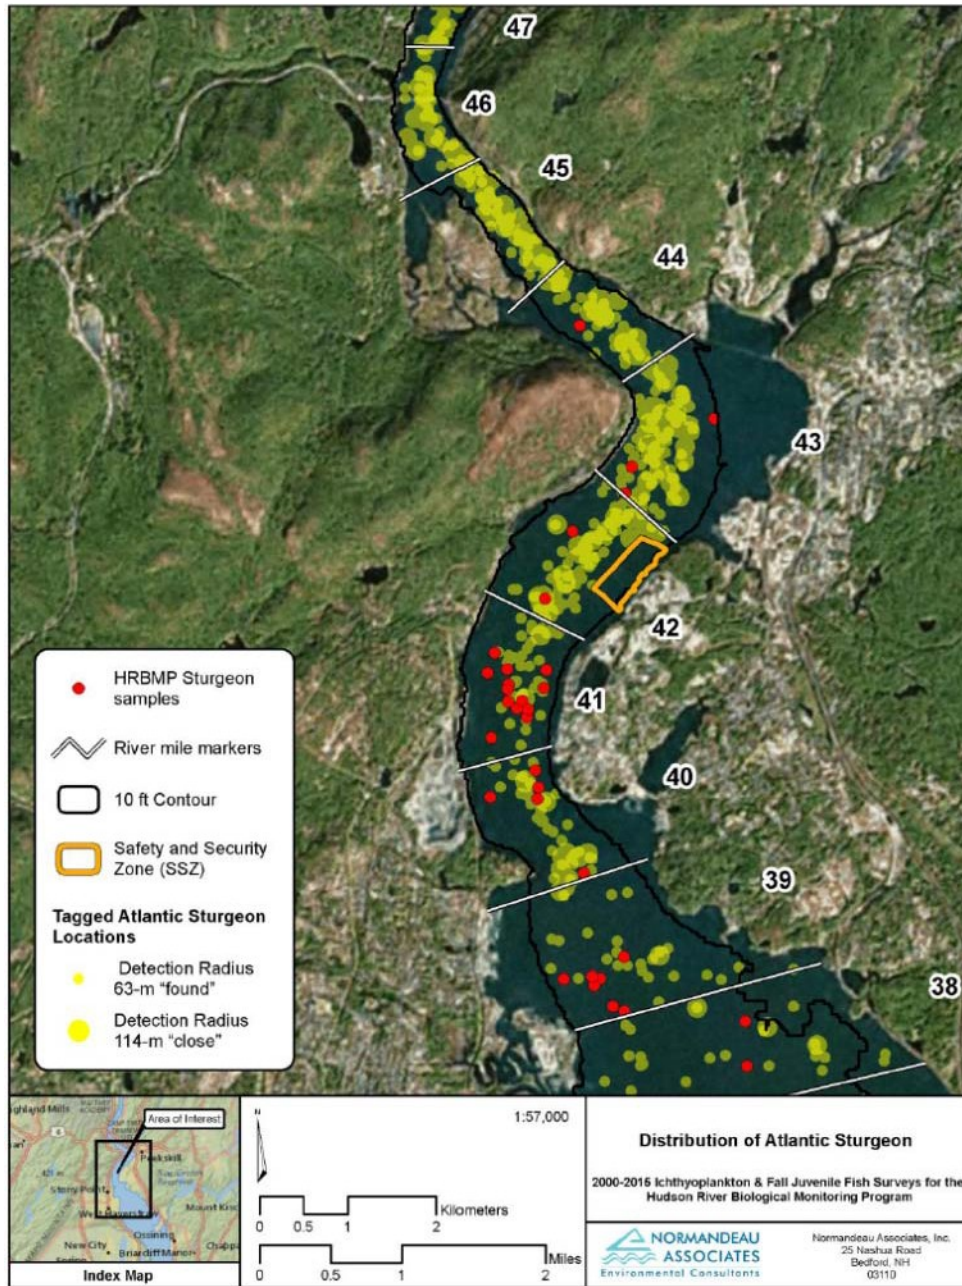 47
46
45
44
43
42
41
40
39
38
HRBMP Sturgeon
samples
River mile markers
10 ft Contour
Safety and Security
Zone (SSZ)
Tagged Atlantic Sturgeon
Locations
Detection Radius
63-m "found"
Detection Radius
114-m "close"
Area of Interest
Peekskill
Stony Point
West Haverstraw
Ossining
New City
Briarcliff Manor
Index Map
N
1:57,000
Kilometers
0 0.5 1 2
Miles
0 0.5 1 2
Distribution of Atlantic Sturgeon
2000-2015 Ichthyoplankton & Fall Juvenile Fish Surveys for the
Hudson River Biological Monitoring Program
NORMANDEAU
ASSOCIATES
Environmental Consultants
Normandeau Associates, Inc.
25 Nashua Road
Bedford, NH
03110